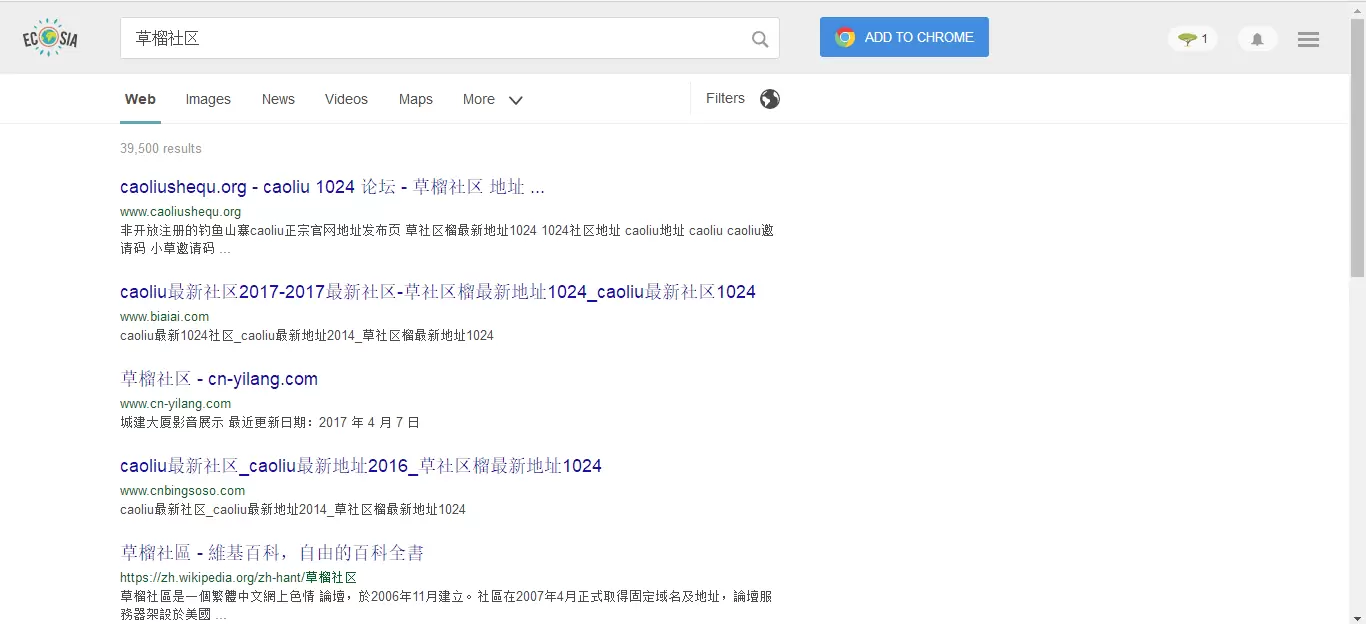 ECOSIA
草榴社区
ADD TO CHROME
1
Web Images News Videos Maps More
Filters
39,500 results
caoliushequ.org - caoliu 1024 论坛 - 草榴社区 地址 ...
www.caoliushequ.org
非开放注册的钓鱼山寨caoliu正宗官网地址发布页 草社区榴最新地址1024 1024社区地址 caoliu地址 caoliu caoliu邀
请码 小草邀请码 ...
caoliu最新社区2017-2017最新社区-草社区榴最新地址1024_caoliu最新社区1024
www.biaiai.com
caoliu最新1024社区_caoliu最新地址2014_草社区榴最新地址1024
草榴社区 - cn-yilang.com
www.cn-yilang.com
城建大厦影音展示 最近更新日期：2017 年 4 月 7 日
caoliu最新社区_caoliu最新地址2016_草社区榴最新地址1024
www.cnbingsoso.com
caoliu最新社区_caoliu最新地址2014_草社区榴最新地址1024
草榴社區 - 維基百科，自由的百科全書
https://zh.wikipedia.org/zh-hant/草榴社区
草榴社區是一個繁體中文網上色情 論壇，於2006年11月建立。社區在2007年4月正式取得固定域名及地址，論壇服
務器架設於美國 ...